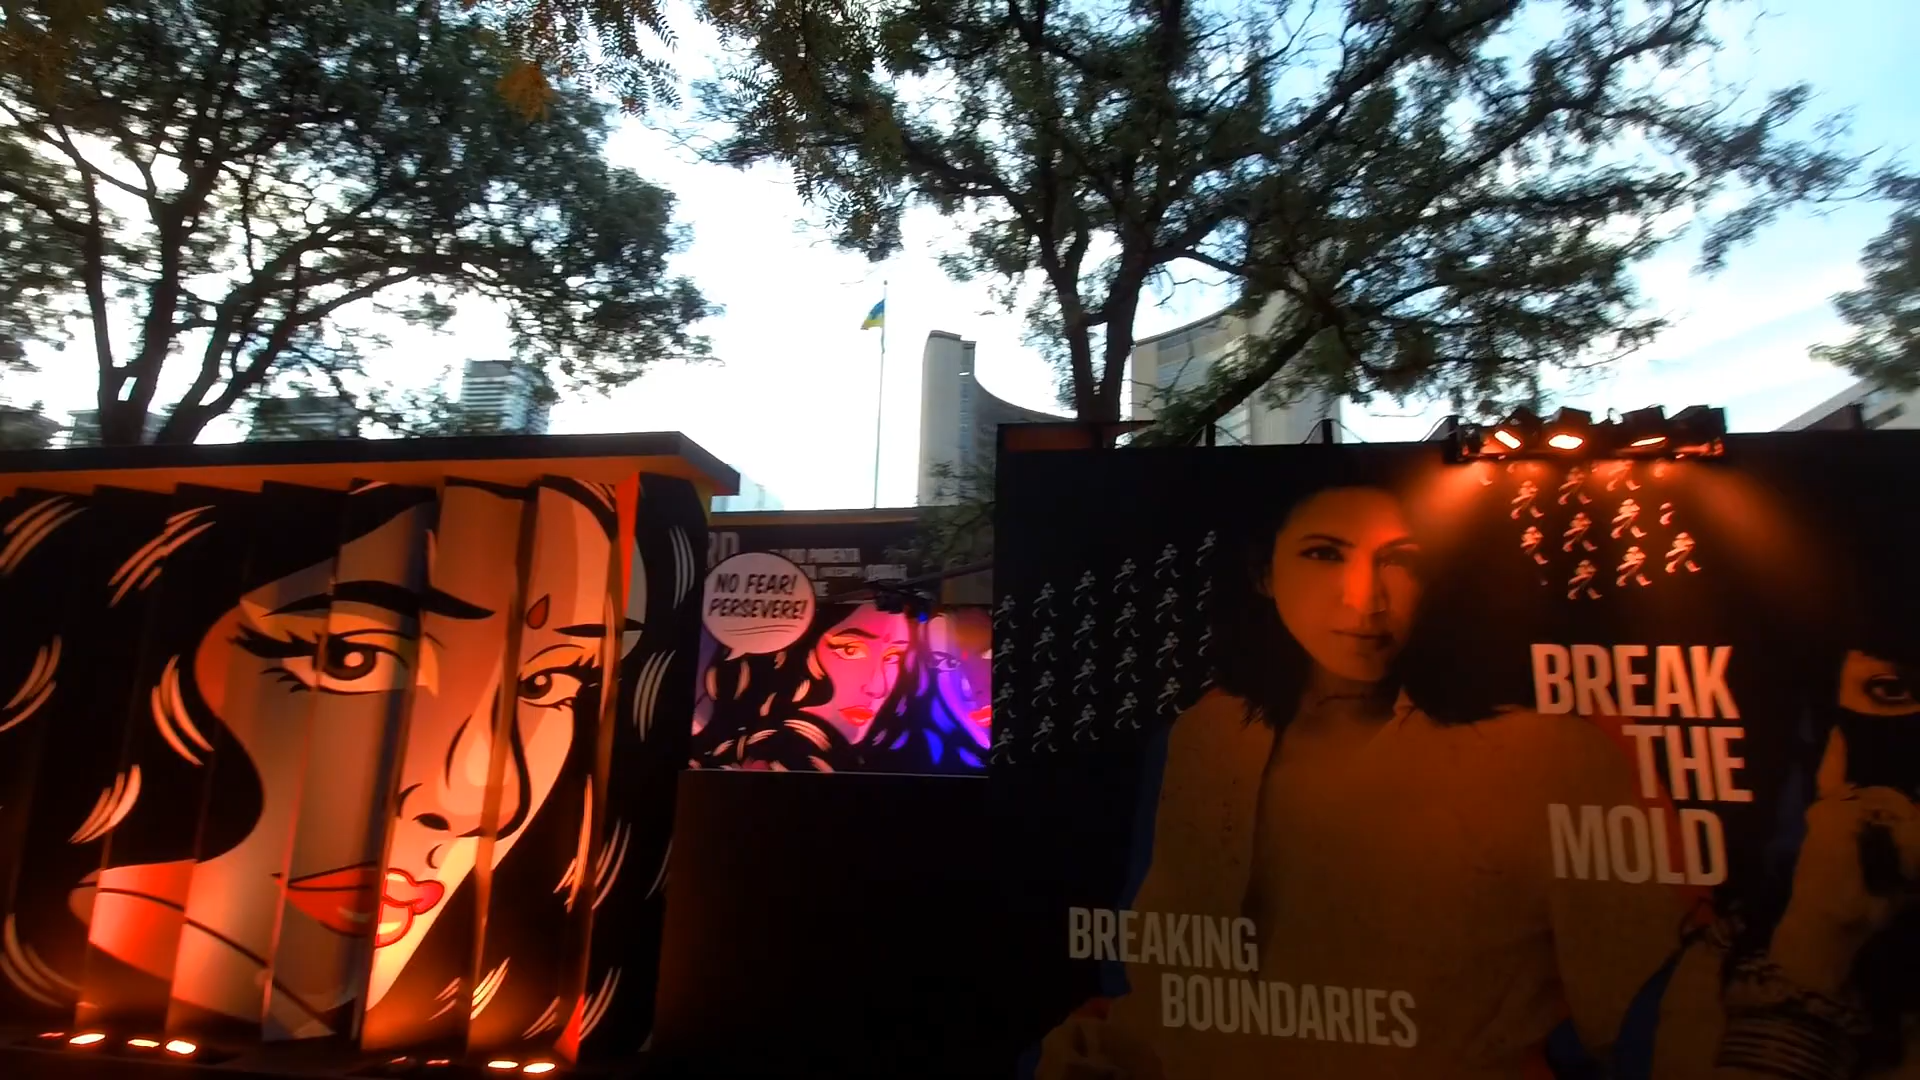 NO FEAR!
PERSEVERE!
BREAK
THE
MOLD
BREAKING
BOUNDARIES